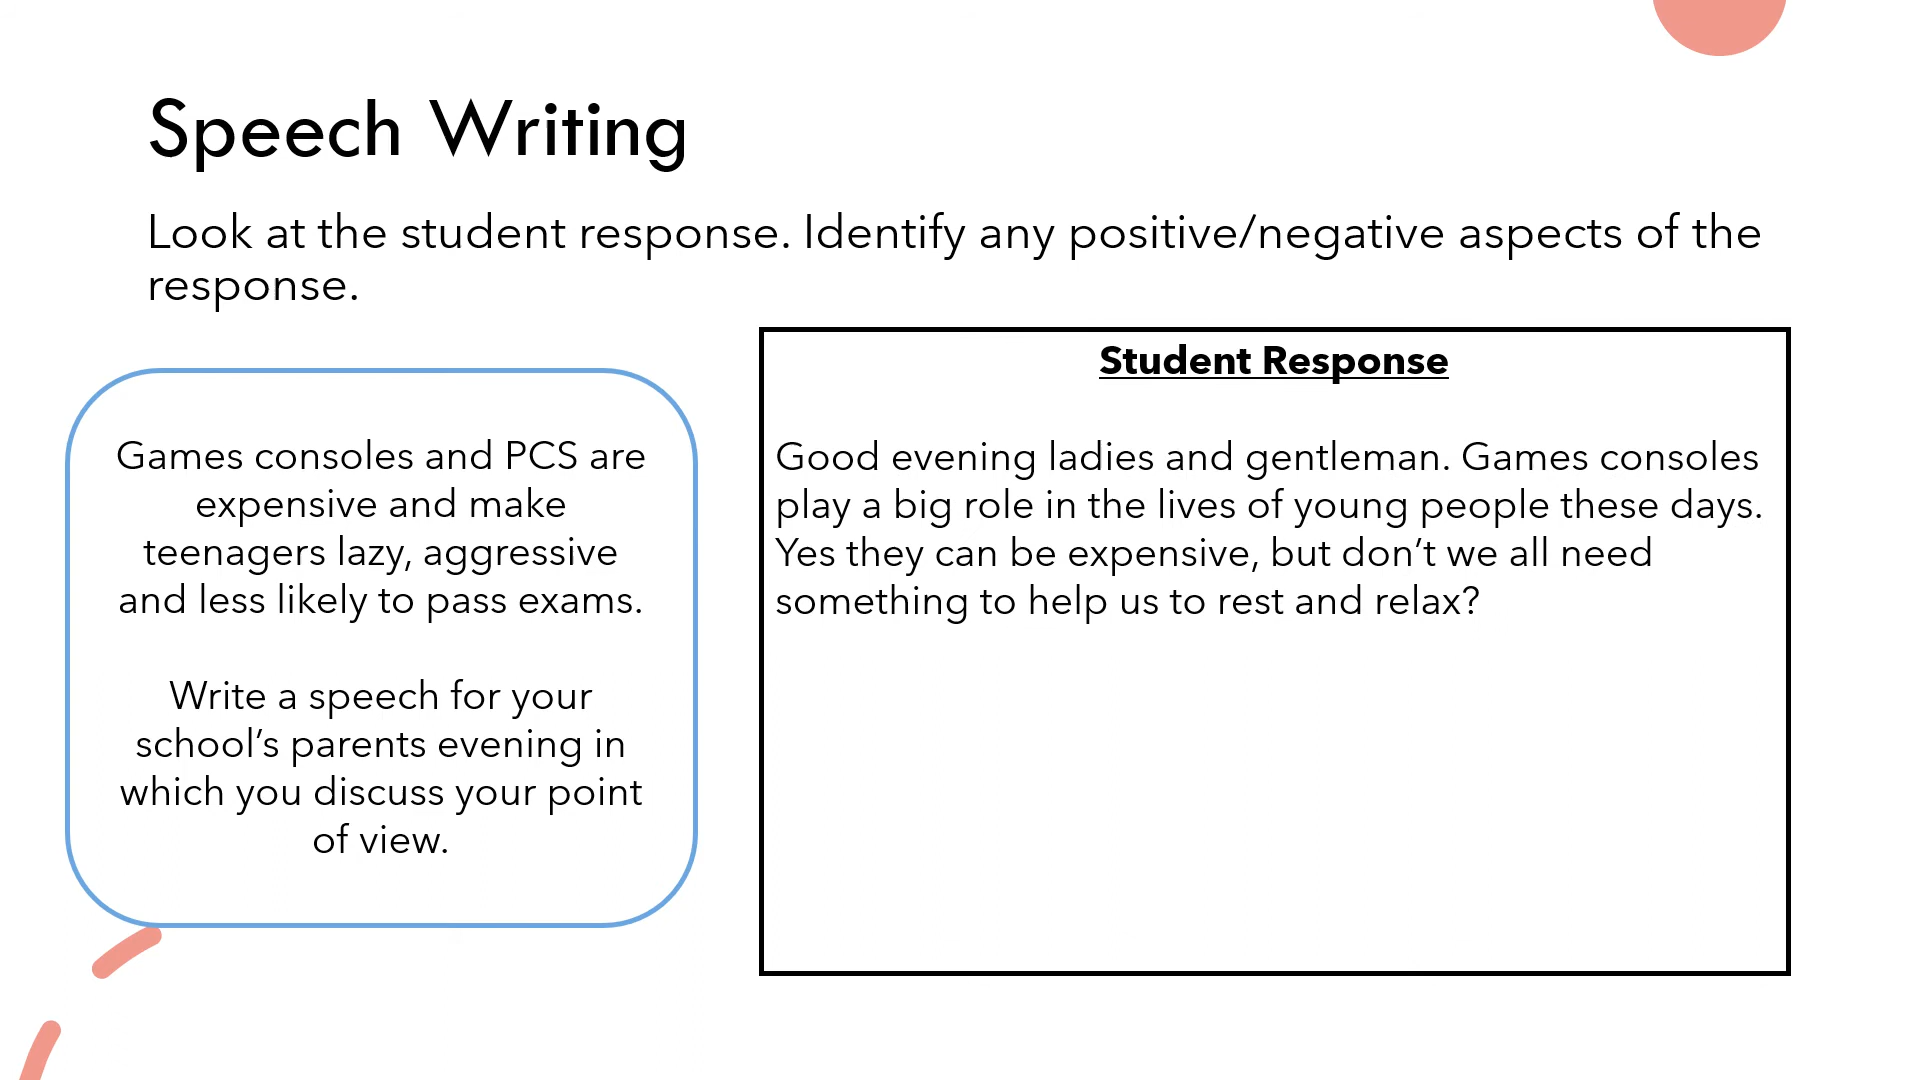 Speech Writing
Look at the student response. Identify any positive/negative aspects of the
response.
Games consoles and PCS are
expensive and make
teenagers lazy, aggressive
and less likely to pass exams.
Write a speech for your
school’s parents evening in
which you discuss your point
of view.
Student Response
Good evening ladies and gentleman. Games consoles
play a big role in the lives of young people these days.
Yes they can be expensive, but don’t we all need
something to help us to rest and relax?